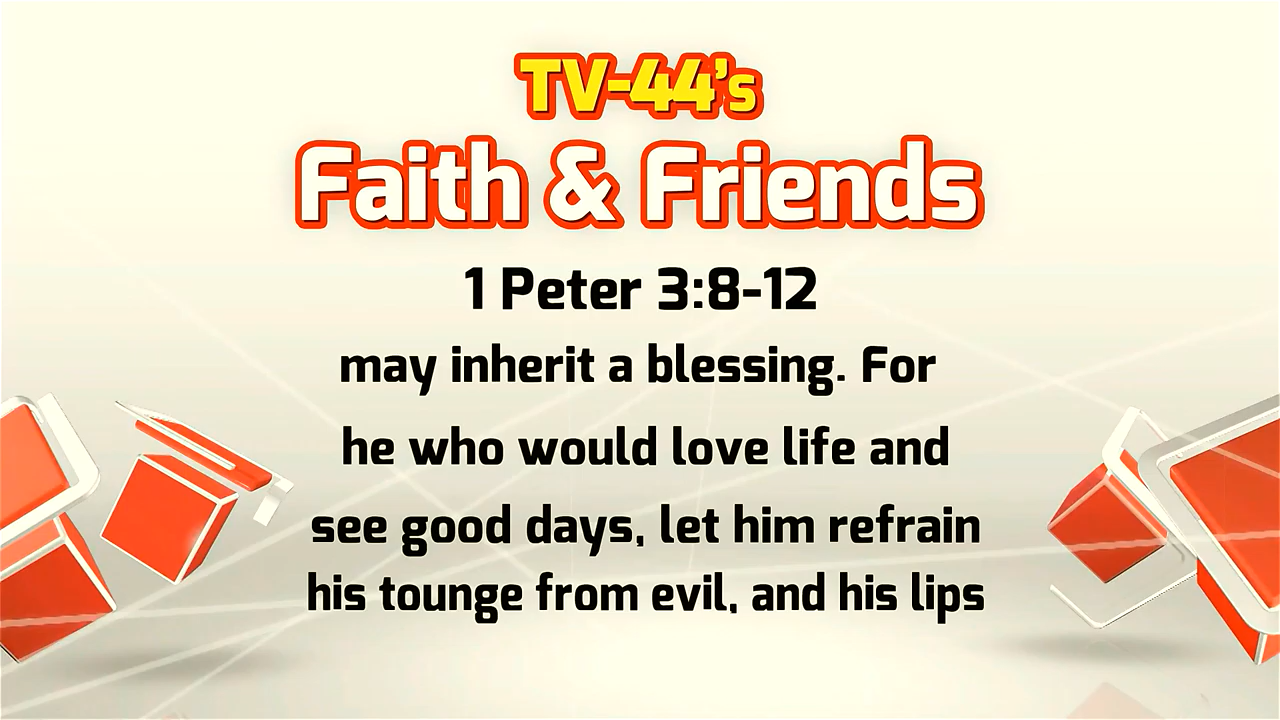 TV-44's
Faith & Friends
1 Peter 3:8-12
may inherit a blessing. For
he who would love life and
see good days, let him refrain
his tounge from evil, and his lips